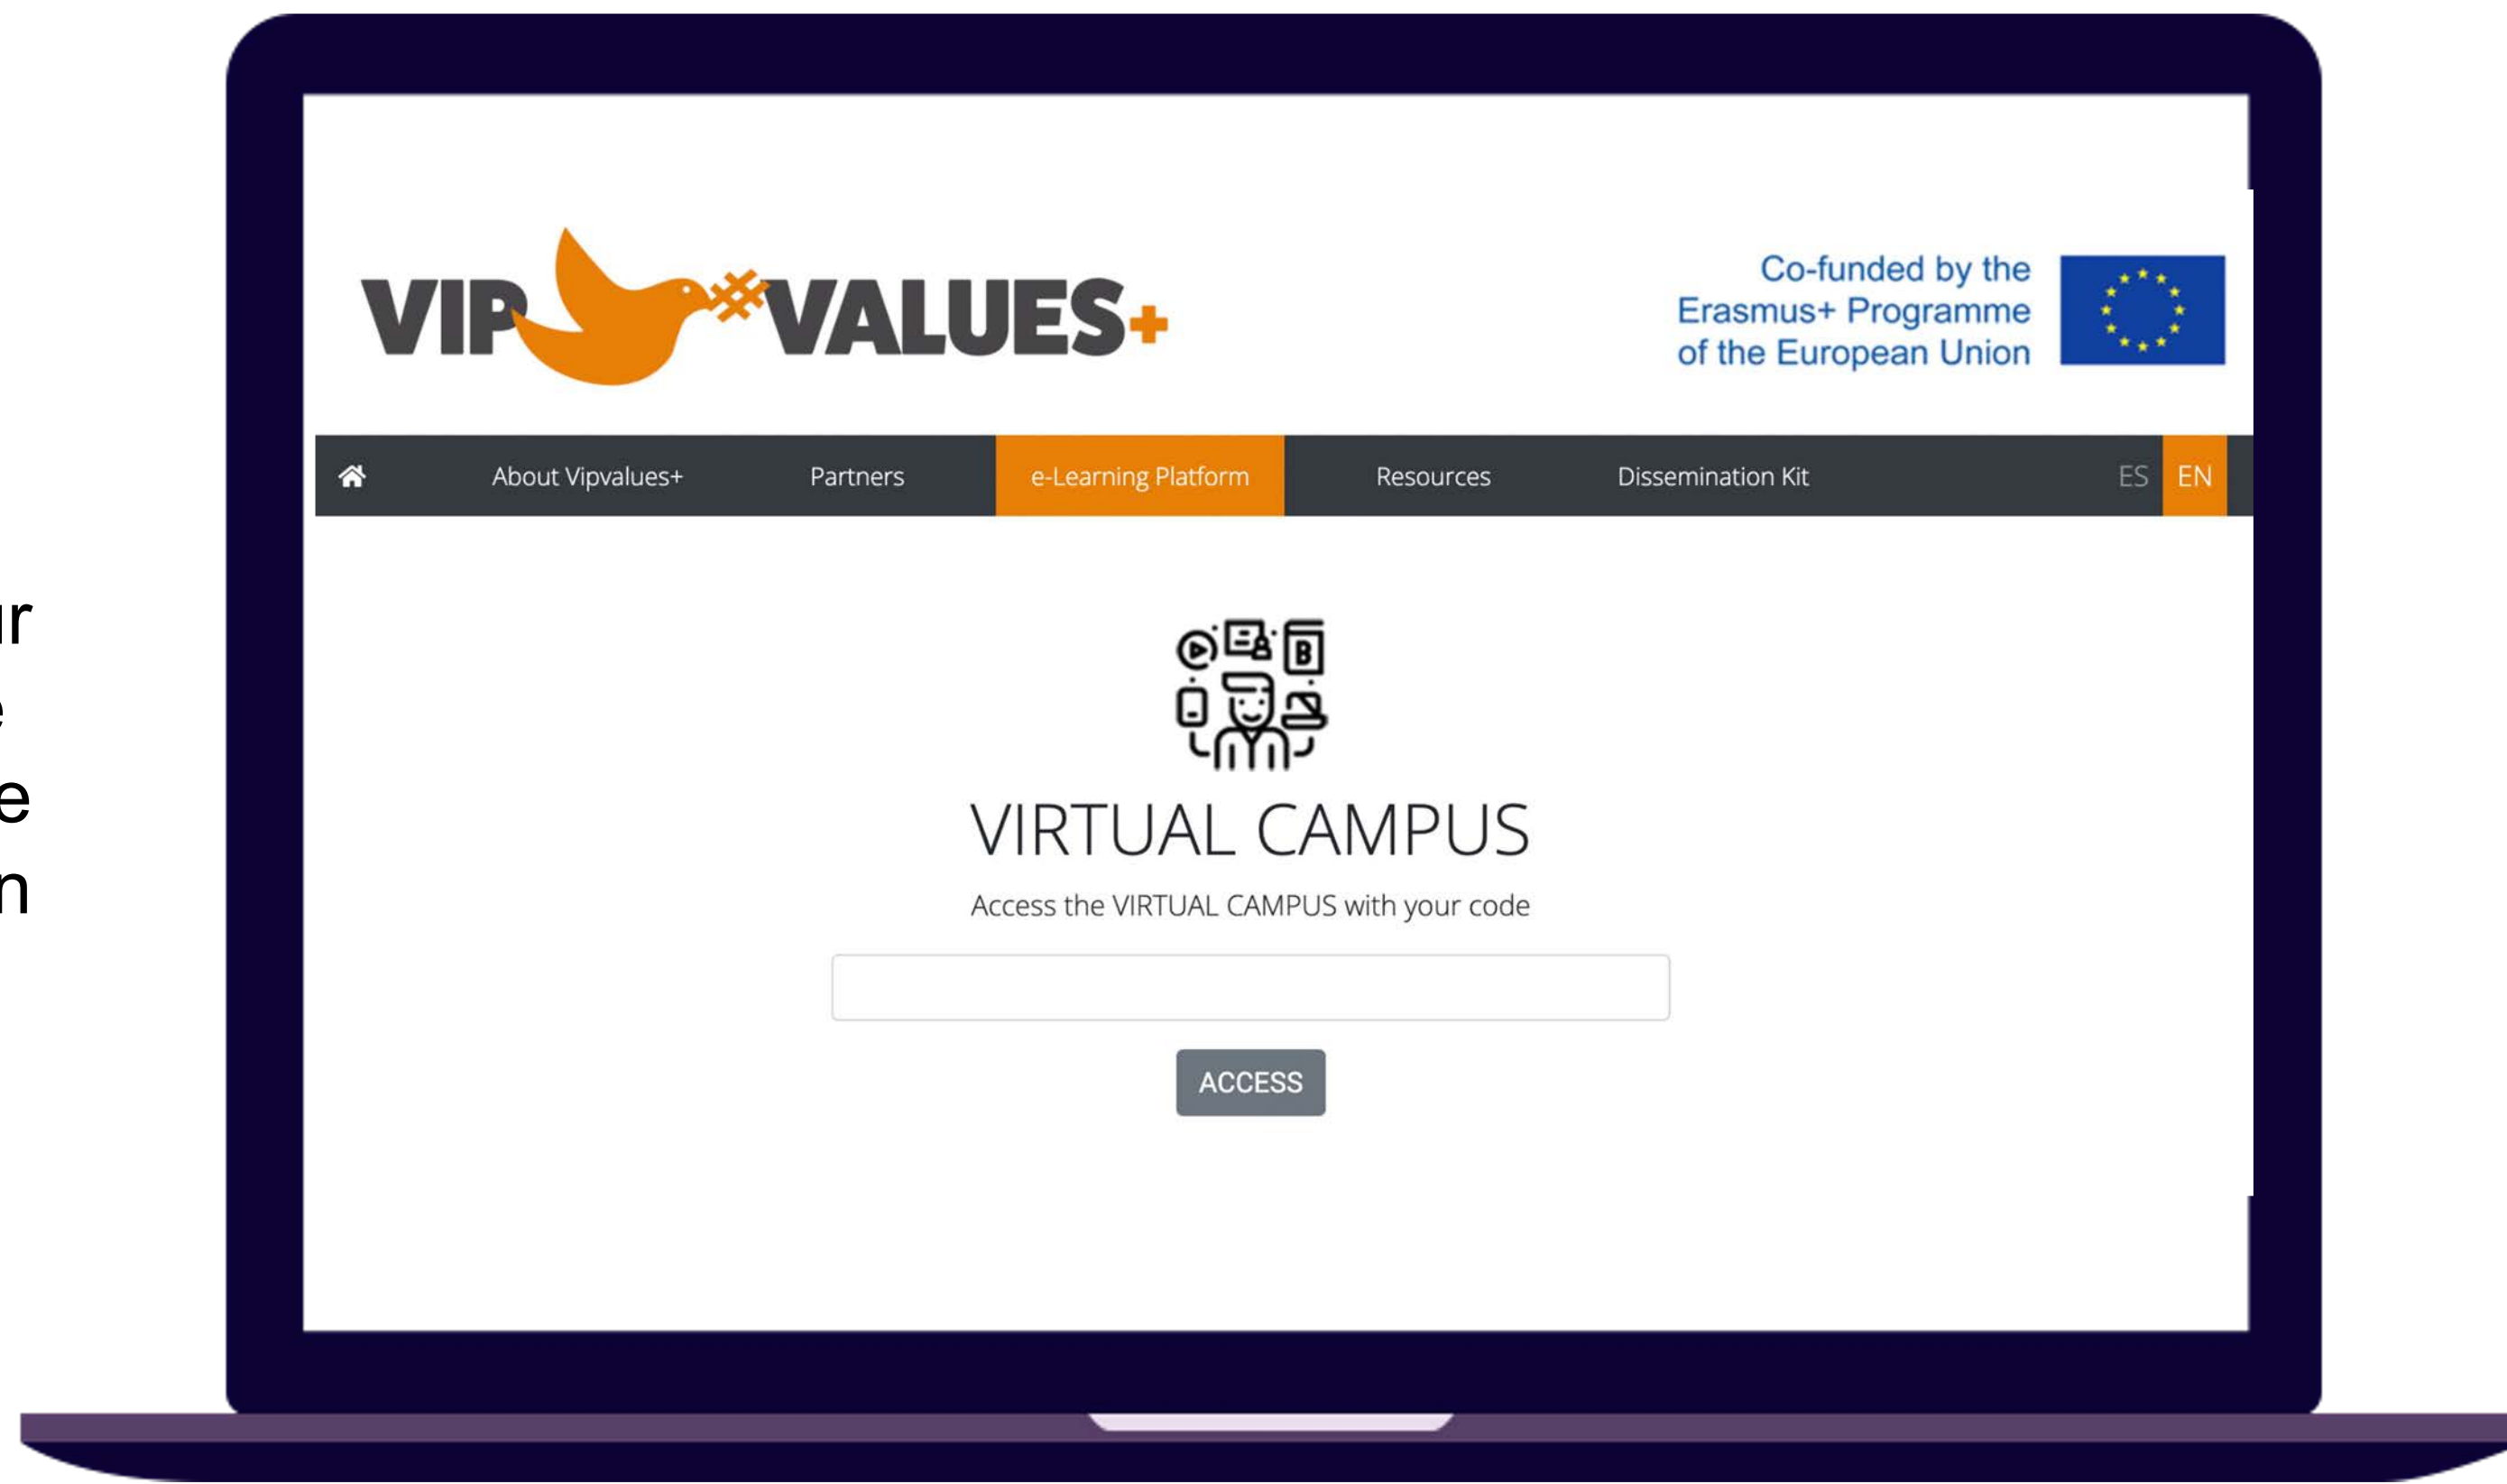 VIP #VALUES+
Co-funded by the
Erasmus+ Programme
of the European Union
About Vipvalues+ Partners e-Learning Platform Resources Dissemination Kit ES EN
B
VIRTUAL CAMPUS
Access the VIRTUAL CAMPUS with your code
ACCESS